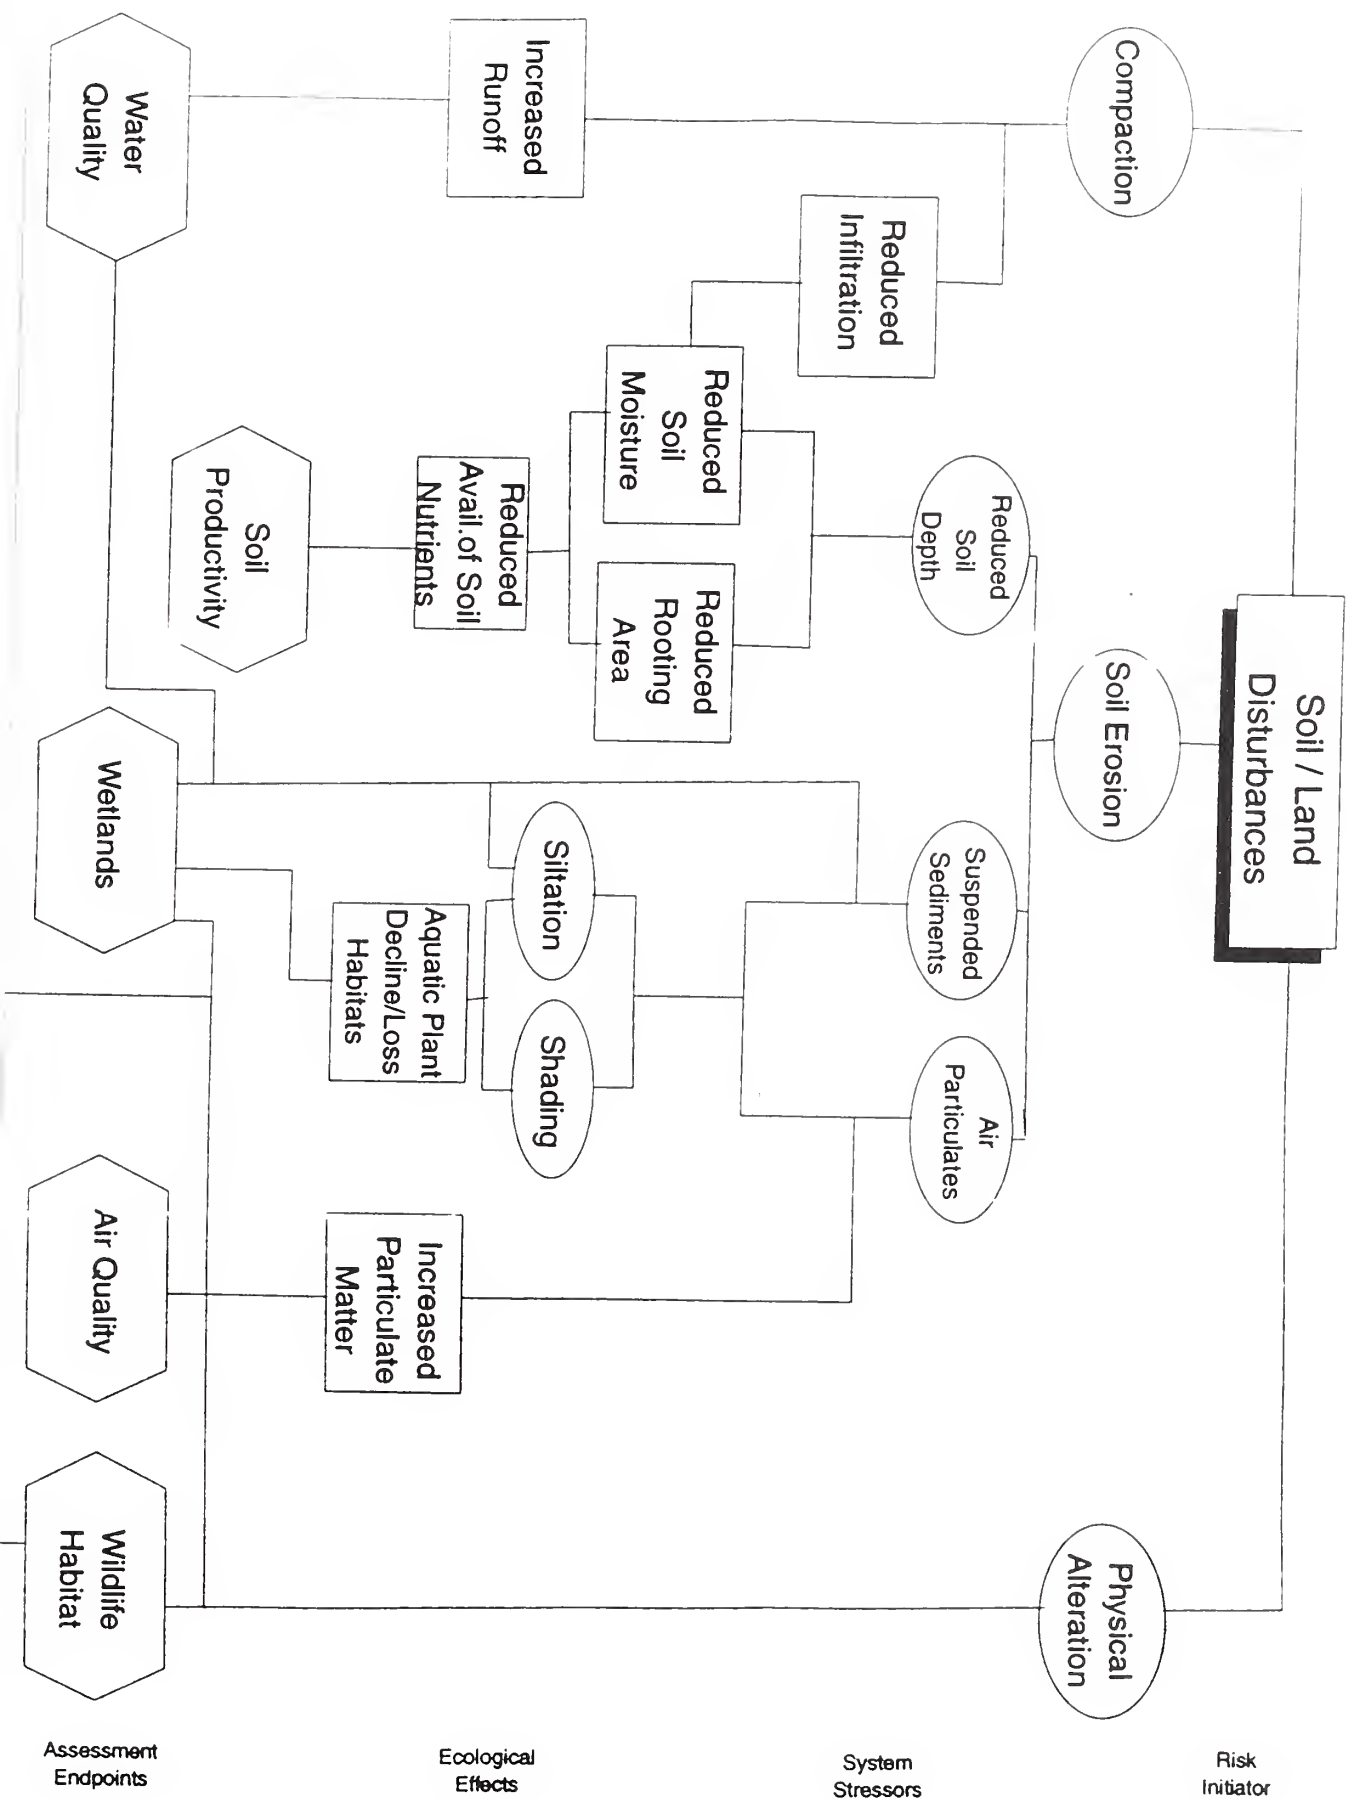 Soil / Land
Disturbances
Compaction
Soil Erosion
Physical
Alteration
Reduced
Soil
Depth
Suspended
Sediments
Air
Particulates
Reduced
Infiltration
Reduced
Soil
Moisture
Reduced
Rooting
Area
Increased
Runoff
Reduced
Avail.of Soil
Nutrients
Siltation
Shading
Aquatic Plant
Decline/Loss
Habitats
Increased
Particulate
Matter
Water
Quality
Soil
Productivity
Wetlands
Air Quality
Wildlife
Habitat
Risk
Initiator
System
Stressors
Ecological
Effects
Assessment
Endpoints